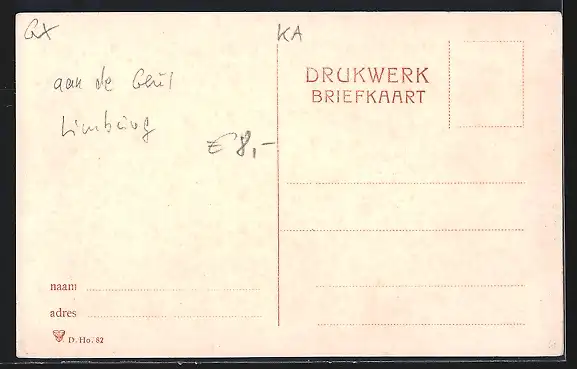 GX
KA
aan de Geul
Limburg
€ 8,-
DRUKWERK
BRIEFKAART
naam
adres
D. Ho. 82